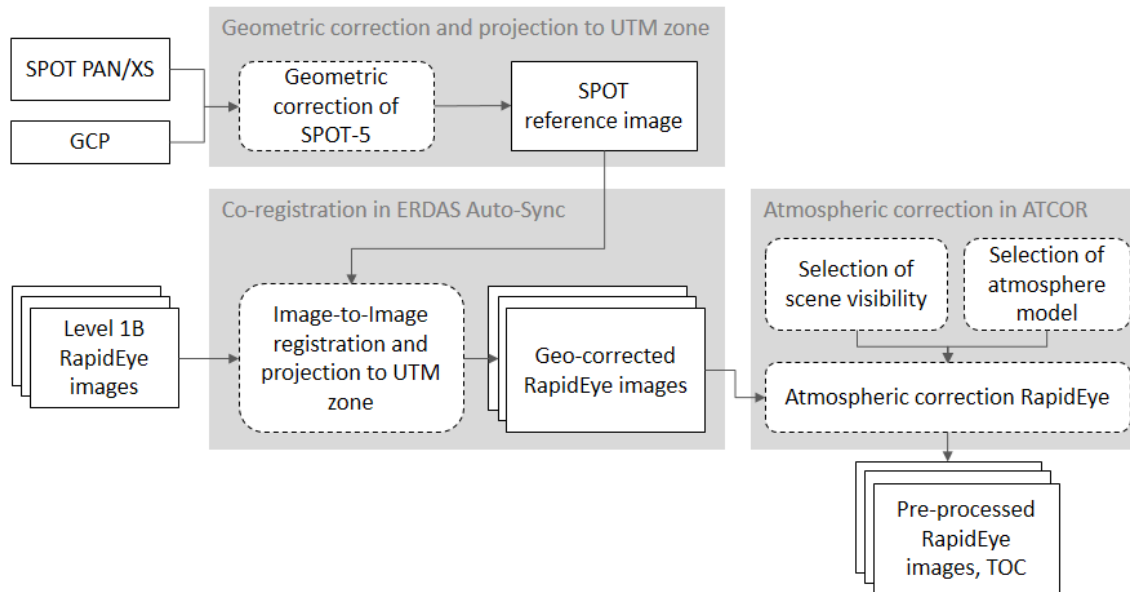 Geometric correction and projection to UTM zone
SPOT PAN/XS
GCP
Geometric
correction of
SPOT-5
SPOT
reference image
Co-registration in ERDAS Auto-Sync
Level 1B
RapidEye
images
Image-to-Image
registration and
projection to UTM
zone
Geo-corrected
RapidEye images
Atmospheric correction in ATCOR
Selection of
scene visibility
Selection of
atmosphere
model
Atmospheric correction RapidEye
Pre-processed
RapidEye
images, TOC